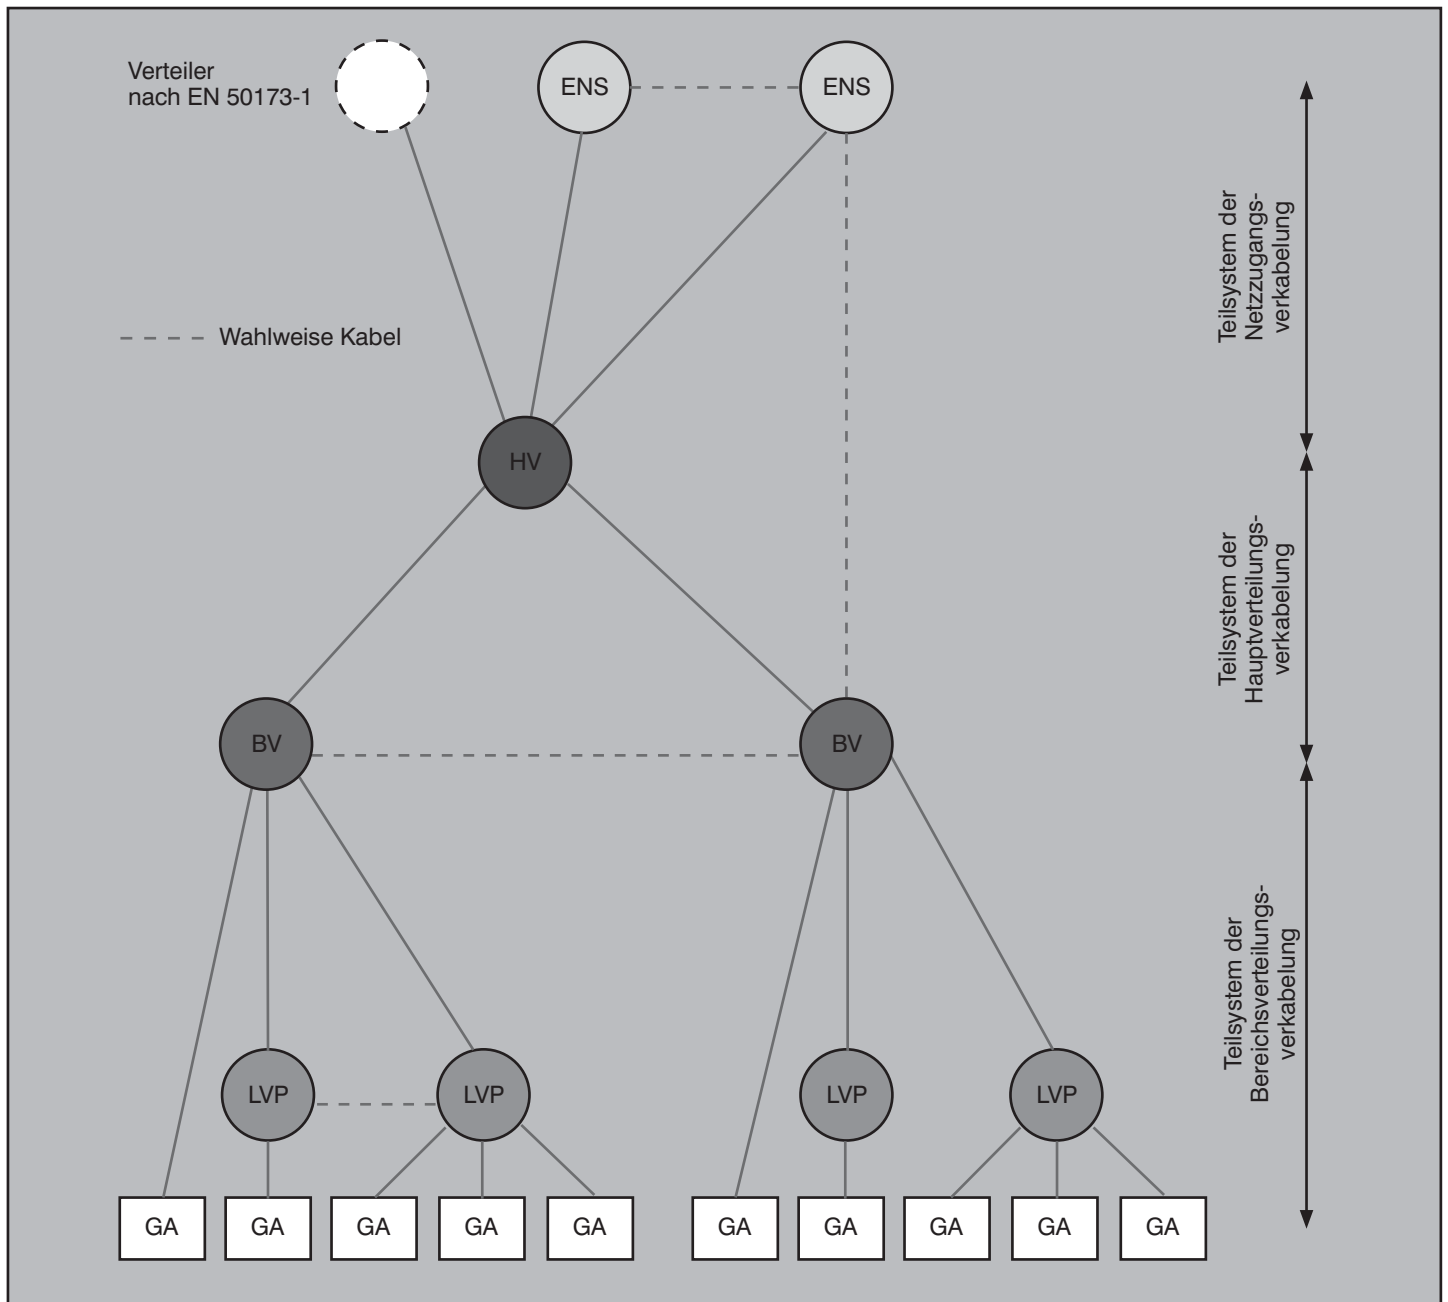 Verteiler
nach EN 50173-1
ENS
ENS
Teilsystem der
Netzzugangs-
verkabelung
Wahlweise Kabel
HV
Teilsystem der
Hauptverteilungs-
verkabelung
BV
BV
Teilsystem der
Bereichsverteilungs-
verkabelung
LVP
LVP
LVP
LVP
GA
GA
GA
GA
GA
GA
GA
GA
GA
GA